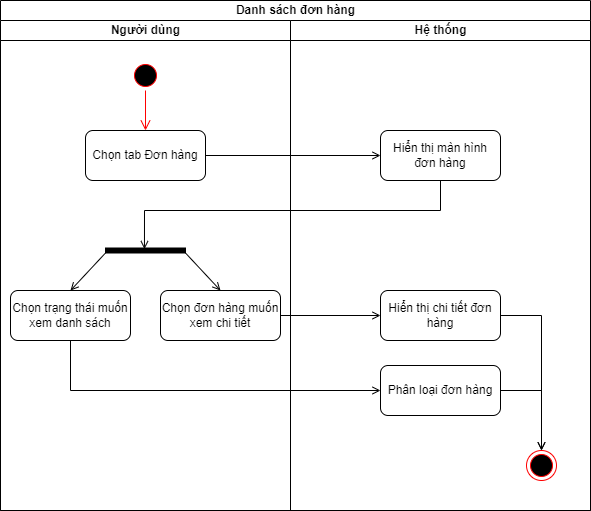 Danh sách đơn hàng
Người dùng
Hệ thống
Chọn tab Đơn hàng
Hiển thị màn hình
đơn hàng
Chọn trạng thái muốn
xem danh sách
Chọn đơn hàng muốn
xem chi tiết
Hiển thị chi tiết đơn
hàng
Phân loại đơn hàng